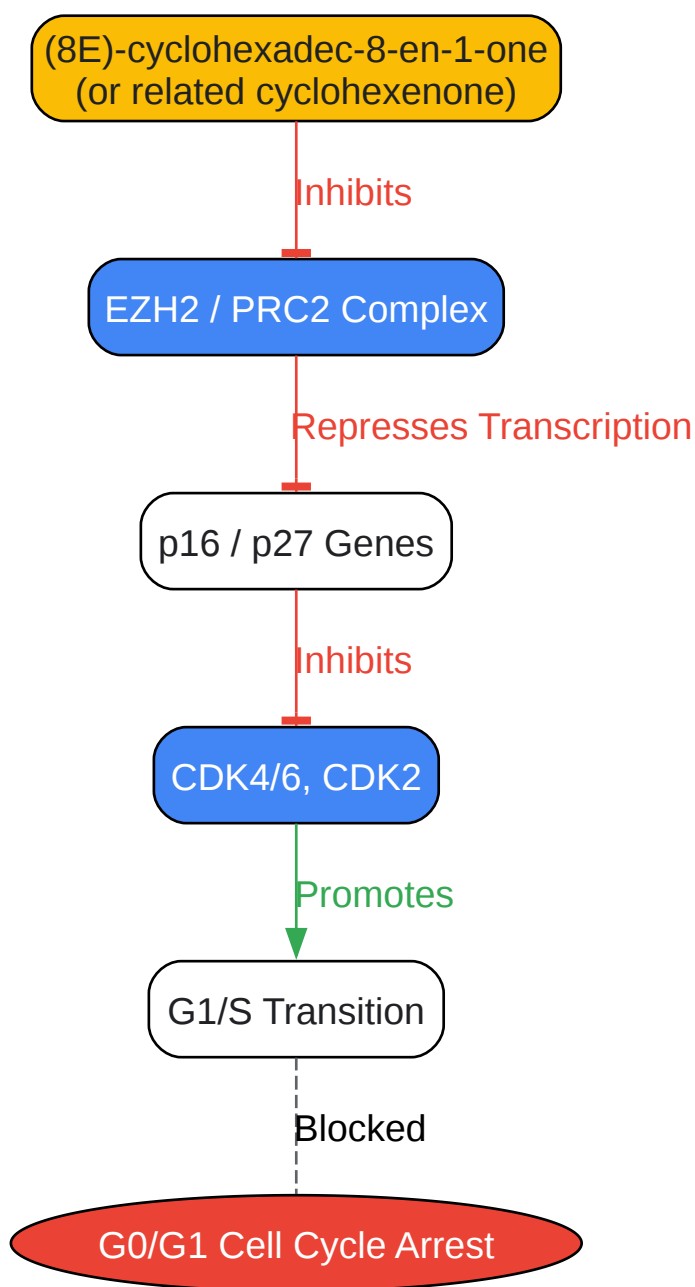 (8E)-cyclohexadec-8-en-1-one
(or related cyclohexenone)
Inhibits
EZH2 / PRC2 Complex
Represses Transcription
p16 / p27 Genes
Inhibits
CDK4/6, CDK2
Promotes
G1/S Transition
Blocked
G0/G1 Cell Cycle Arrest